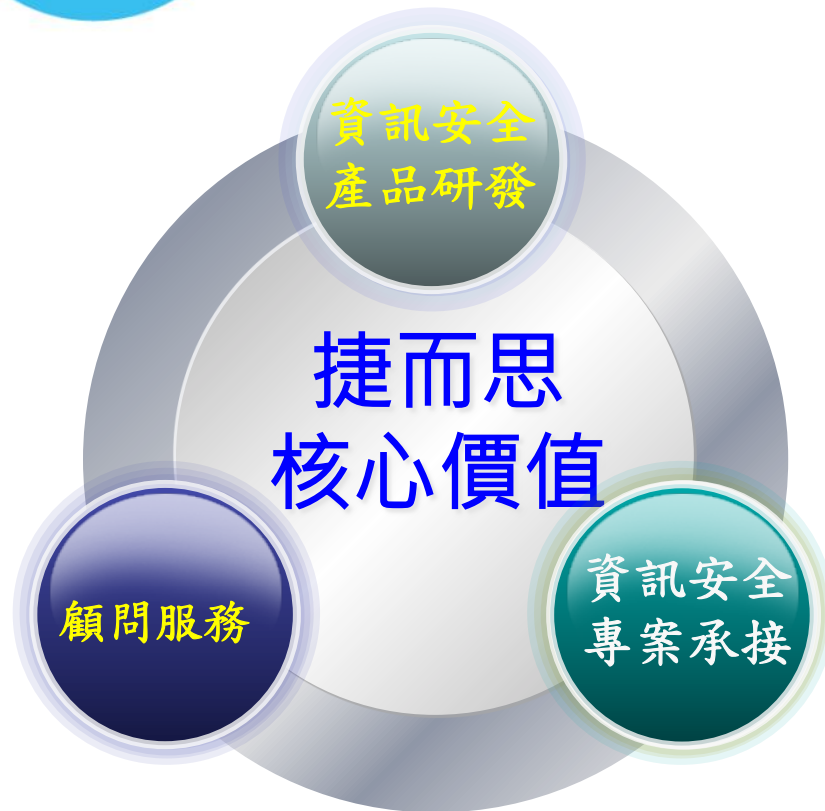 資訊安全
產品研發
捷而思
核心價值
顧問服務
資訊安全
專案承接